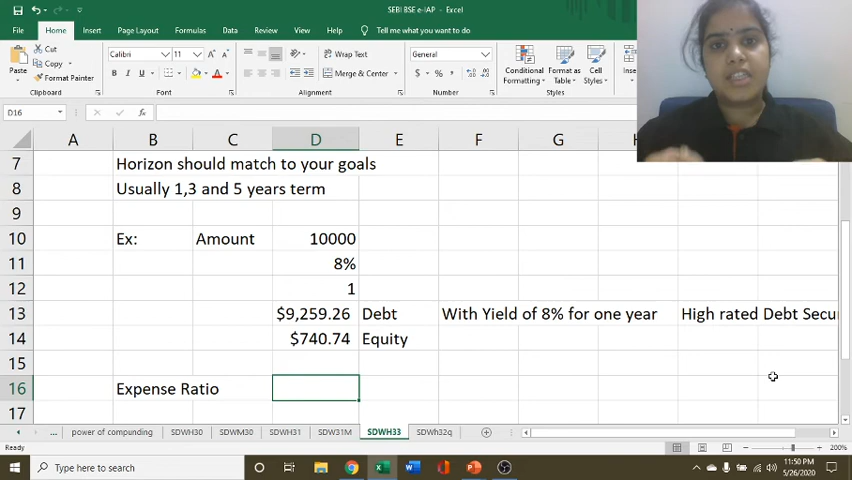 SEBI BSE e-IAP - Excel
File Home Insert Page Layout Formulas Data Review View Help Tell me what you want to do
Paste
Cut
Copy
Format Painter
Clipboard
Calibri 11
B I U
Font
Wrap Text
Merge & Center
Alignment
General
$ % ,
Number
Conditional Formatting
Format as Table
Cell Styles
Styles
D16
fx
A B C D E F G
7 Horizon should match to your goals
8 Usually 1,3 and 5 years term
9
10 Ex: Amount 10000
11 8%
12 1
13 $9,259.26 Debt With Yield of 8% for one year High rated Debt Secu
14 $740.74 Equity
15
16 Expense Ratio
17
... power of compunding SDWH30 SDWM30 SDWH31 SDW31M SDWH33 SDWh32q
Ready 200%
Type here to search
11:50 PM
5/26/2020